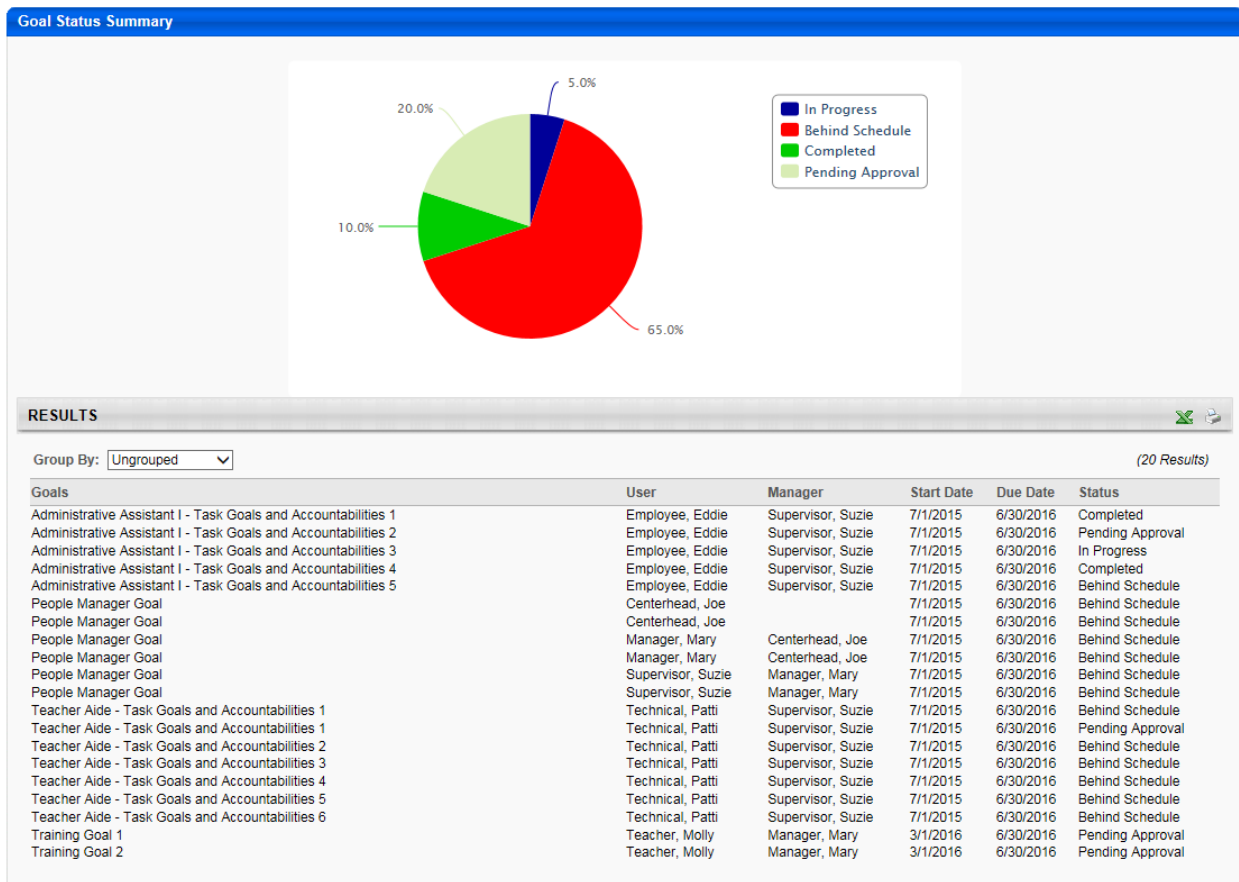 Goal Status Summary
5.0%
20.0%
10.0%
65.0%
In Progress
Behind Schedule
Completed
Pending Approval
RESULTS
Group By: Ungrouped (20 Results)
Goals User Manager Start Date Due Date Status
Administrative Assistant I - Task Goals and Accountabilities 1 Employee, Eddie Supervisor, Suzie 7/1/2015 6/30/2016 Completed
Administrative Assistant I - Task Goals and Accountabilities 2 Employee, Eddie Supervisor, Suzie 7/1/2015 6/30/2016 Pending Approval
Administrative Assistant I - Task Goals and Accountabilities 3 Employee, Eddie Supervisor, Suzie 7/1/2015 6/30/2016 In Progress
Administrative Assistant I - Task Goals and Accountabilities 4 Employee, Eddie Supervisor, Suzie 7/1/2015 6/30/2016 Completed
Administrative Assistant I - Task Goals and Accountabilities 5 Employee, Eddie Supervisor, Suzie 7/1/2015 6/30/2016 Behind Schedule
People Manager Goal Centerhead, Joe 7/1/2015 6/30/2016 Behind Schedule
People Manager Goal Centerhead, Joe 7/1/2015 6/30/2016 Behind Schedule
People Manager Goal Manager, Mary Centerhead, Joe 7/1/2015 6/30/2016 Behind Schedule
People Manager Goal Manager, Mary Centerhead, Joe 7/1/2015 6/30/2016 Behind Schedule
People Manager Goal Supervisor, Suzie Manager, Mary 7/1/2015 6/30/2016 Behind Schedule
People Manager Goal Supervisor, Suzie Manager, Mary 7/1/2015 6/30/2016 Behind Schedule
Teacher Aide - Task Goals and Accountabilities 1 Technical, Patti Supervisor, Suzie 7/1/2015 6/30/2016 Behind Schedule
Teacher Aide - Task Goals and Accountabilities 1 Technical, Patti Supervisor, Suzie 7/1/2015 6/30/2016 Pending Approval
Teacher Aide - Task Goals and Accountabilities 2 Technical, Patti Supervisor, Suzie 7/1/2015 6/30/2016 Behind Schedule
Teacher Aide - Task Goals and Accountabilities 3 Technical, Patti Supervisor, Suzie 7/1/2015 6/30/2016 Behind Schedule
Teacher Aide - Task Goals and Accountabilities 4 Technical, Patti Supervisor, Suzie 7/1/2015 6/30/2016 Behind Schedule
Teacher Aide - Task Goals and Accountabilities 5 Technical, Patti Supervisor, Suzie 7/1/2015 6/30/2016 Behind Schedule
Teacher Aide - Task Goals and Accountabilities 6 Technical, Patti Supervisor, Suzie 7/1/2015 6/30/2016 Behind Schedule
Training Goal 1 Teacher, Molly Manager, Mary 3/1/2016 6/30/2016 Pending Approval
Training Goal 2 Teacher, Molly Manager, Mary 3/1/2016 6/30/2016 Pending Approval